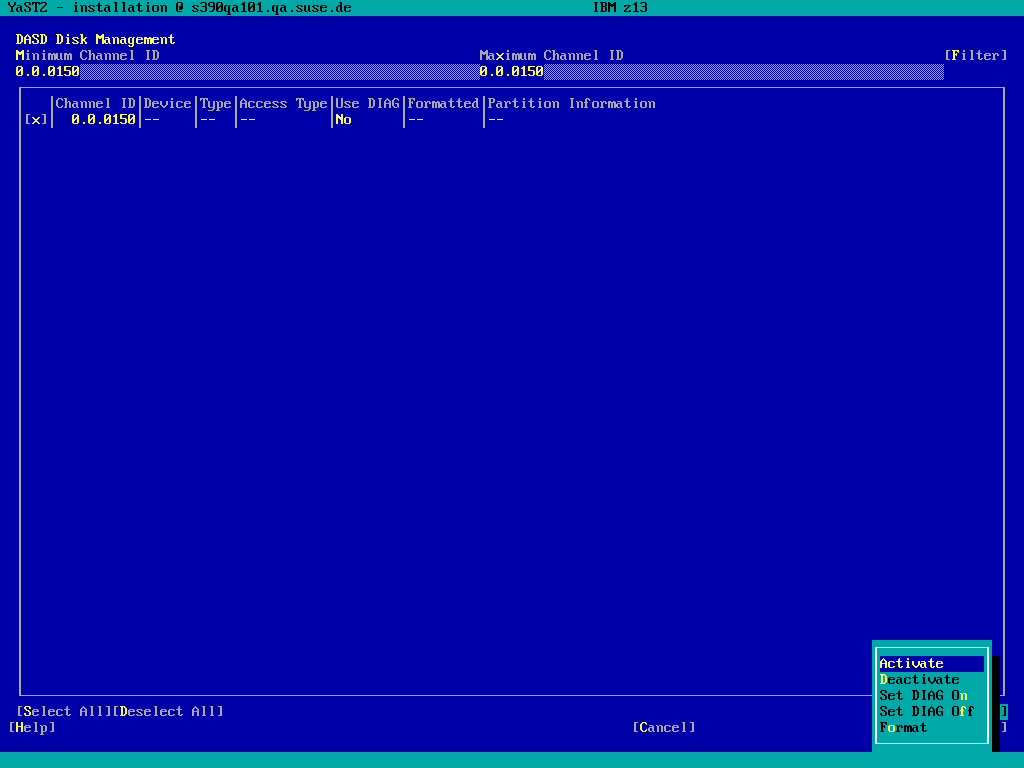 YaST2 - installation @ s390qa101.qa.suse.de IBM z13
DASD Disk Management
Minimum Channel ID Maximum Channel ID [Filter]
0.0.0150 0.0.0150
Channel ID|Device|Type|Access Type|Use DIAG|Formatted|Partition Information
[x]| 0.0.0150|-- |-- |-- |No |-- |--
Activate
Deactivate
Set DIAG On
Set DIAG Off
Format
[Select All][Deselect All] ]
[Help] [Cancel] ]